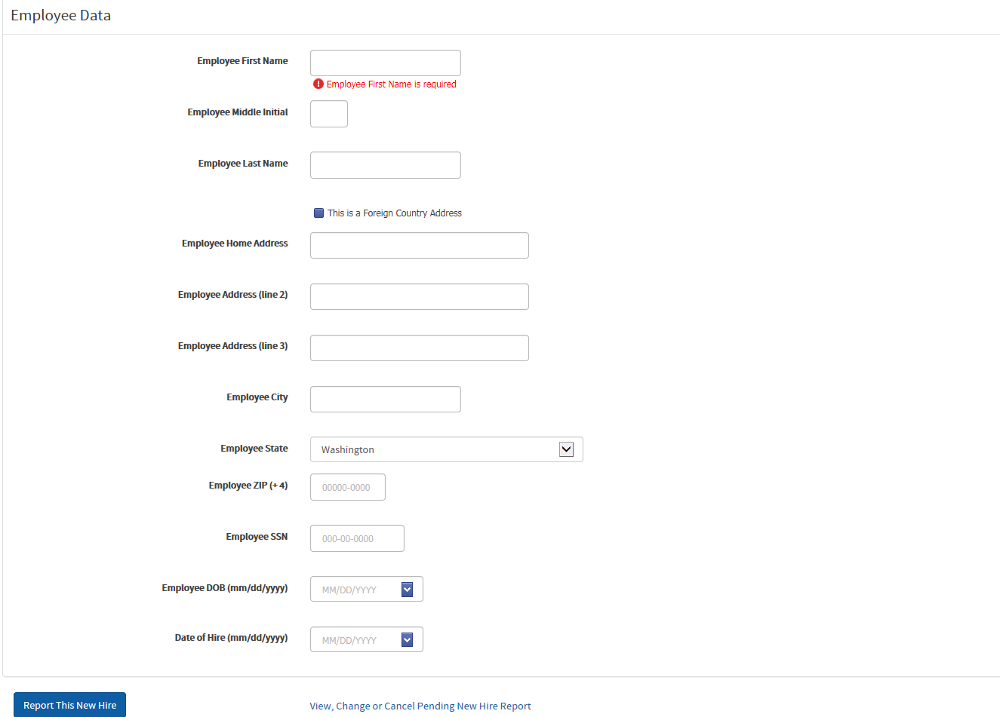 Employee Data
Employee First Name
! Employee First Name is required
Employee Middle Initial
Employee Last Name
This is a Foreign Country Address
Employee Home Address
Employee Address (line 2)
Employee Address (line 3)
Employee City
Employee State Washington
Employee ZIP (+ 4) 00000-0000
Employee SSN 000-00-0000
Employee DOB (mm/dd/yyyy) MM/DD/YYYY
Date of Hire (mm/dd/yyyy) MM/DD/YYYY
Report This New Hire View, Change or Cancel Pending New Hire Report